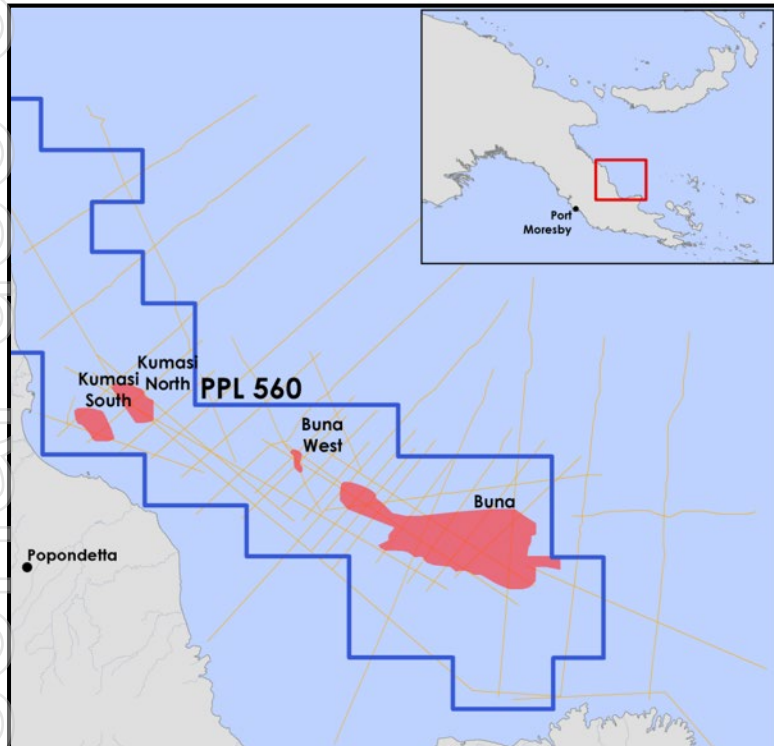 Port
Moresby
Kumasi
North
Kumasi
South
PPL 560
Buna
West
Buna
Popondetta